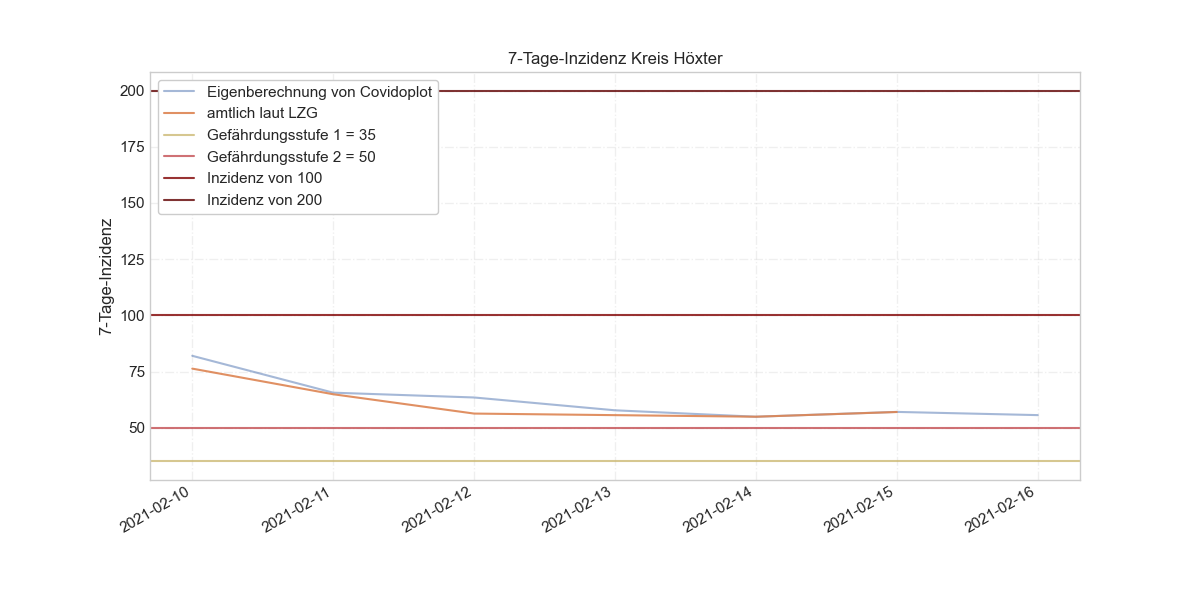 7-Tage-Inzidenz Kreis Höxter
Eigenberechnung von Covidoplot
amtlich laut LZG
Gefährdungsstufe 1 = 35
Gefährdungsstufe 2 = 50
Inzidenz von 100
Inzidenz von 200
7-Tage-Inzidenz
200
175
150
125
100
75
50
2021-02-10
2021-02-11
2021-02-12
2021-02-13
2021-02-14
2021-02-15
2021-02-16